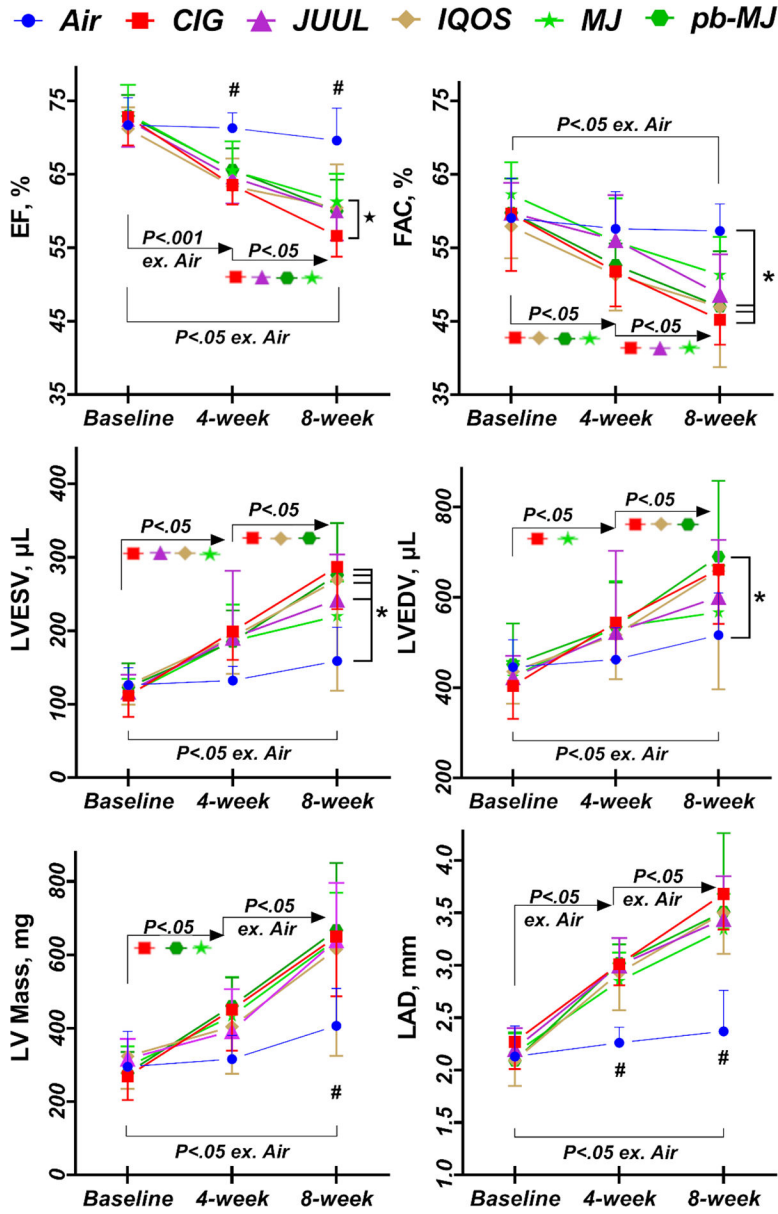 Air CIG JUUL IQOS MJ pb-MJ
EF, %
75
65
55
45
35
# #
P<.001
ex. Air
P<.05
★
P<.05 ex. Air
Baseline 4-week 8-week
FAC, %
75
65
55
45
35
P<.05 ex. Air
*
P<.05
P<.05
Baseline 4-week 8-week
LVESV, µL
400
300
200
100
0
P<.05
P<.05
*
P<.05 ex. Air
Baseline 4-week 8-week
LVEDV, µL
800
600
400
200
P<.05
P<.05
*
P<.05 ex. Air
Baseline 4-week 8-week
LV Mass, mg
800
600
400
200
0
P<.05
P<.05
ex. Air
#
P<.05 ex. Air
Baseline 4-week 8-week
LAD, mm
4.0
3.5
3.0
2.5
2.0
1.5
1.0
P<.05
ex. Air
P<.05
ex. Air
# #
P<.05 ex. Air
Baseline 4-week 8-week